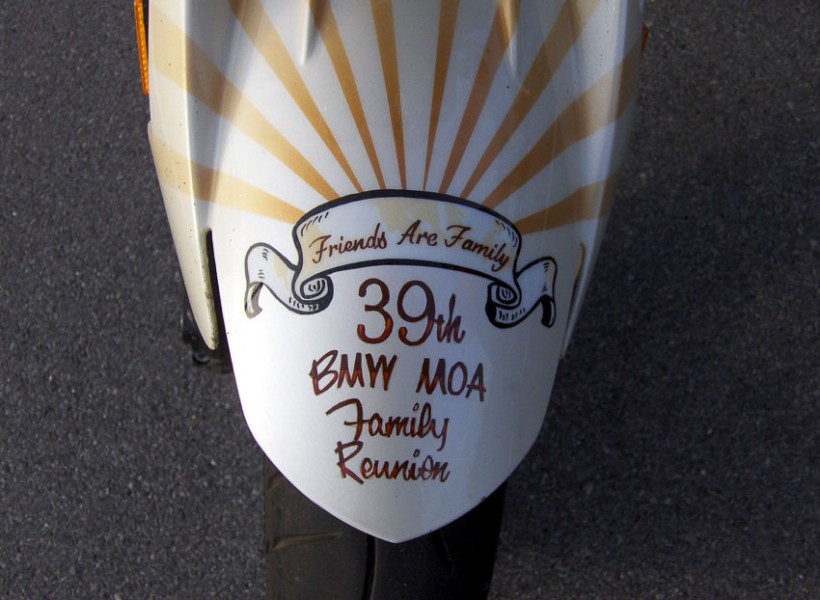 Friends Are Family
39th
BMW MOA
Family
Reunion